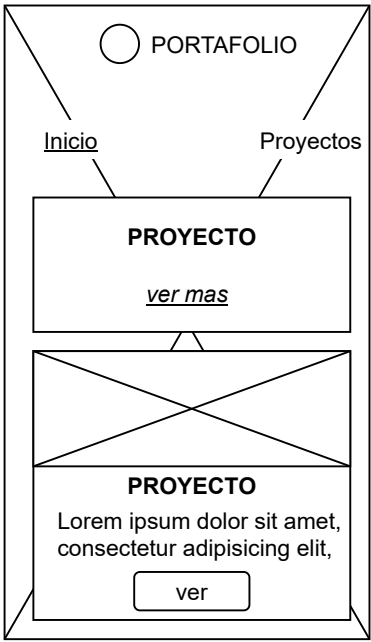 PORTAFOLIO
Inicio Proyectos
PROYECTO
ver mas
PROYECTO
Lorem ipsum dolor sit amet,
consectetur adipisicing elit,
ver